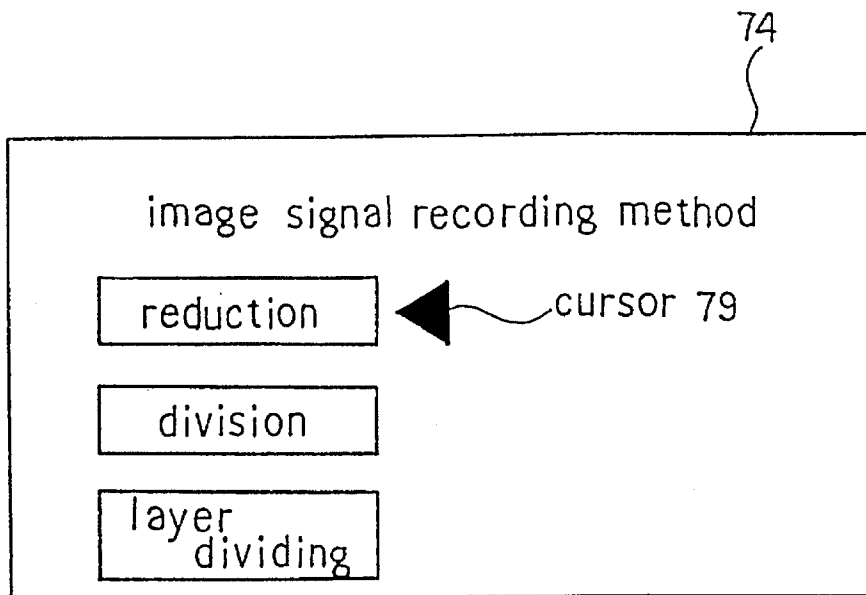 74
image signal recording method
reduction
cursor 79
division
layer
dividing